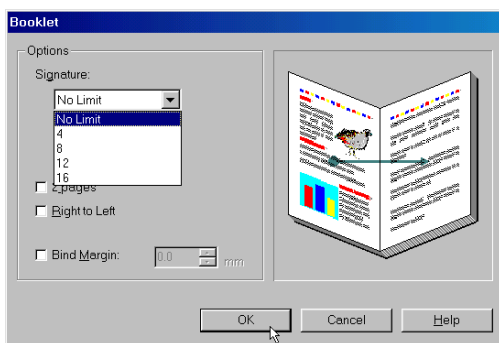 Booklet
Options
Signature:
No Limit
No Limit
4
8
12
16
2 pages
Right to Left
Bind Margin:
0.0
mm
OK
Cancel
Help